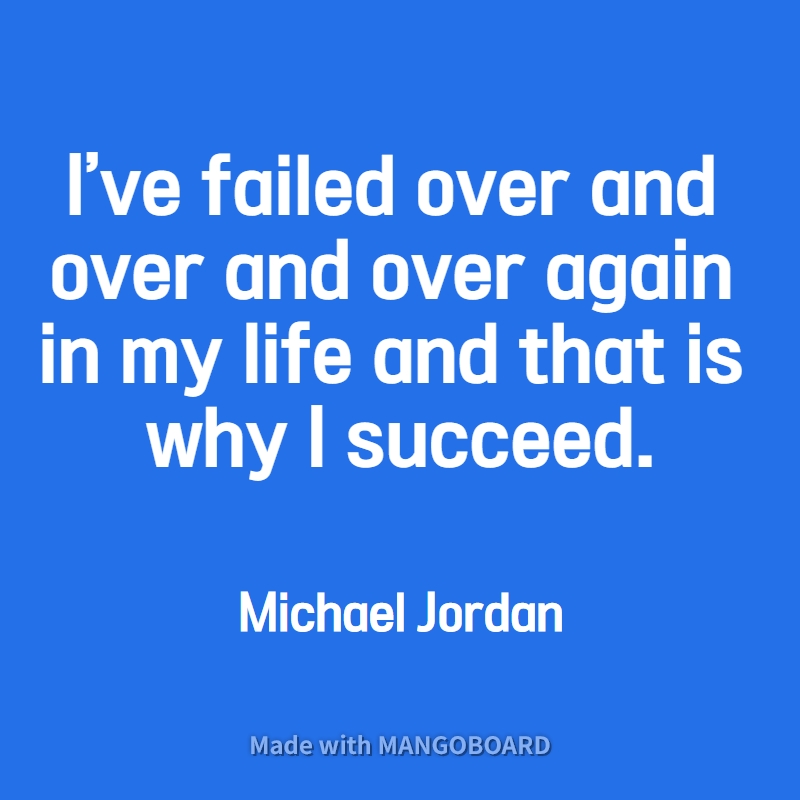 I’ve failed over and
over and over again
in my life and that is
why I succeed.
Michael Jordan
Made with MANGOBOARD